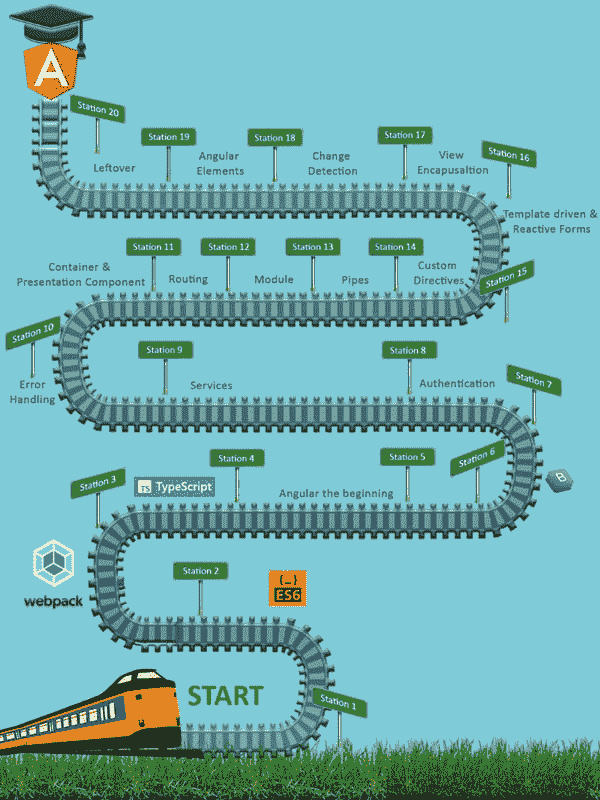 A
Station 20
Station 19
Station 18
Station 17
Station 16
Leftover
Angular
Elements
Change
Detection
View
Encapusaltion
Template driven &
Reactive Forms
Station 11
Station 12
Station 13
Station 14
Station 15
Container &
Presentation Component
Routing
Module
Pipes
Custom
Directives
Station 10
Station 9
Station 8
Station 7
Error
Handling
Services
Authentication
Station 3
Station 4
Station 5
Station 6
TS TypeScript
Angular the beginning
B
webpack
Station 2
{...}
ES6
START
Station 1